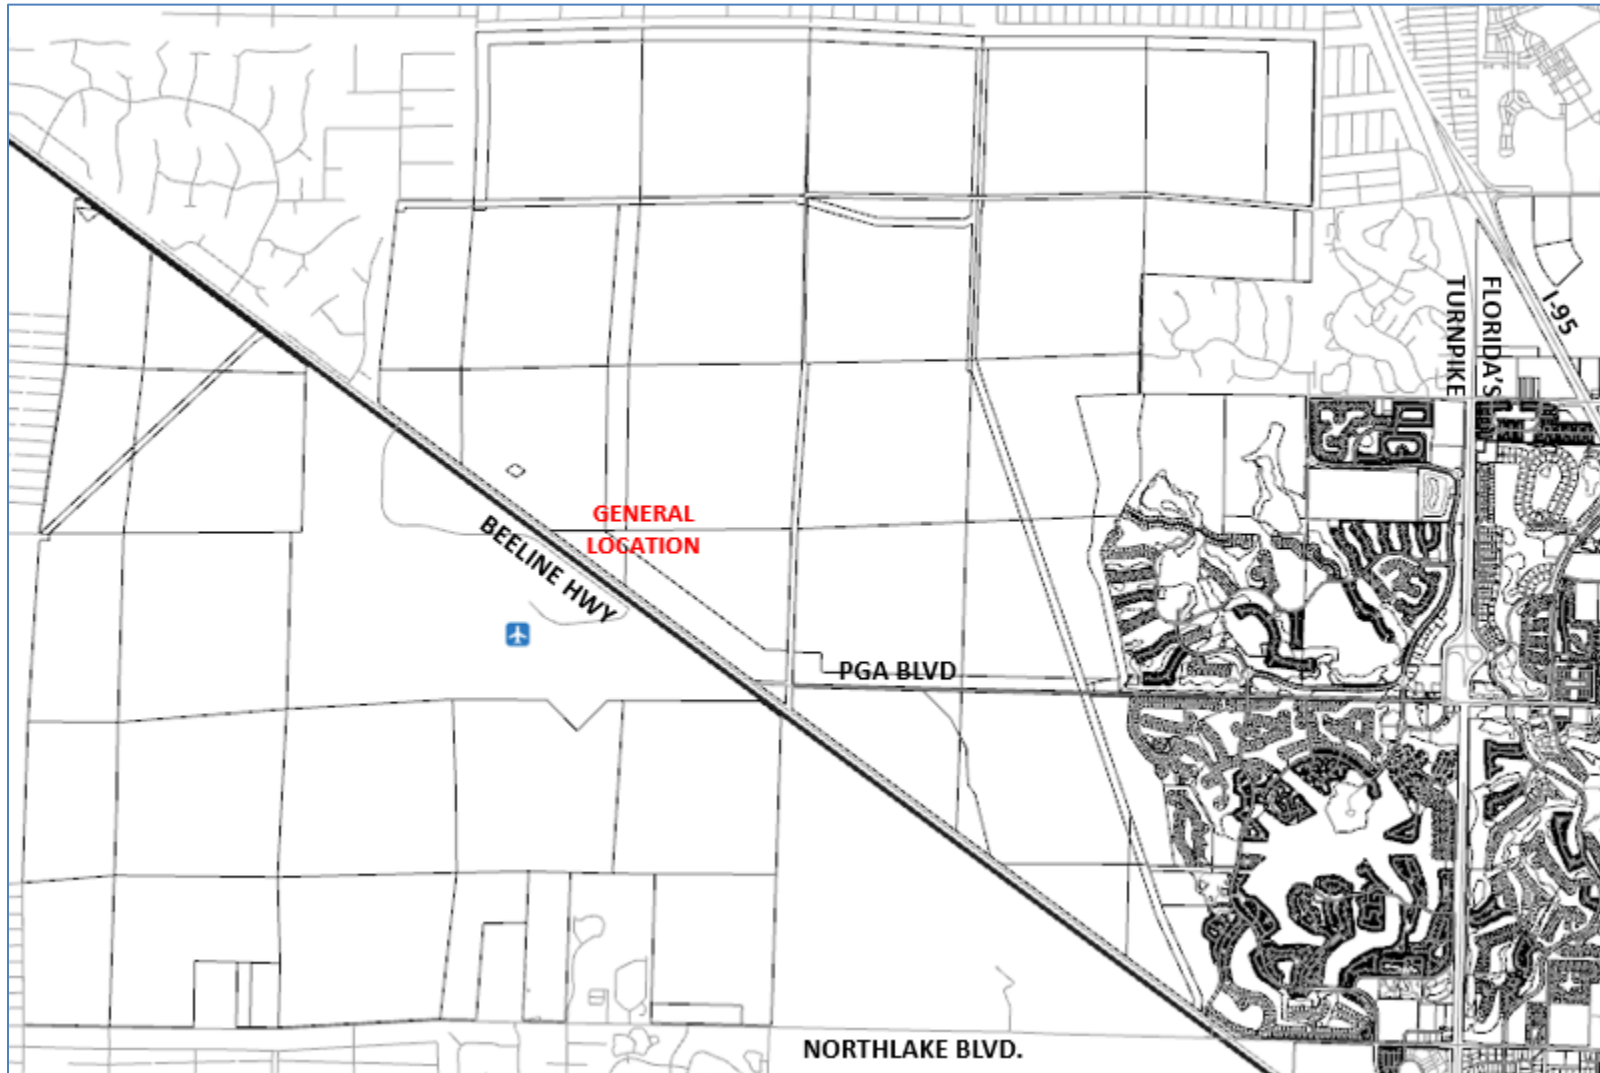 FLORIDA'S
TURNPIKE
I-95
GENERAL
LOCATION
BEELINE HWY
PGA BLVD
NORTHLAKE BLVD.